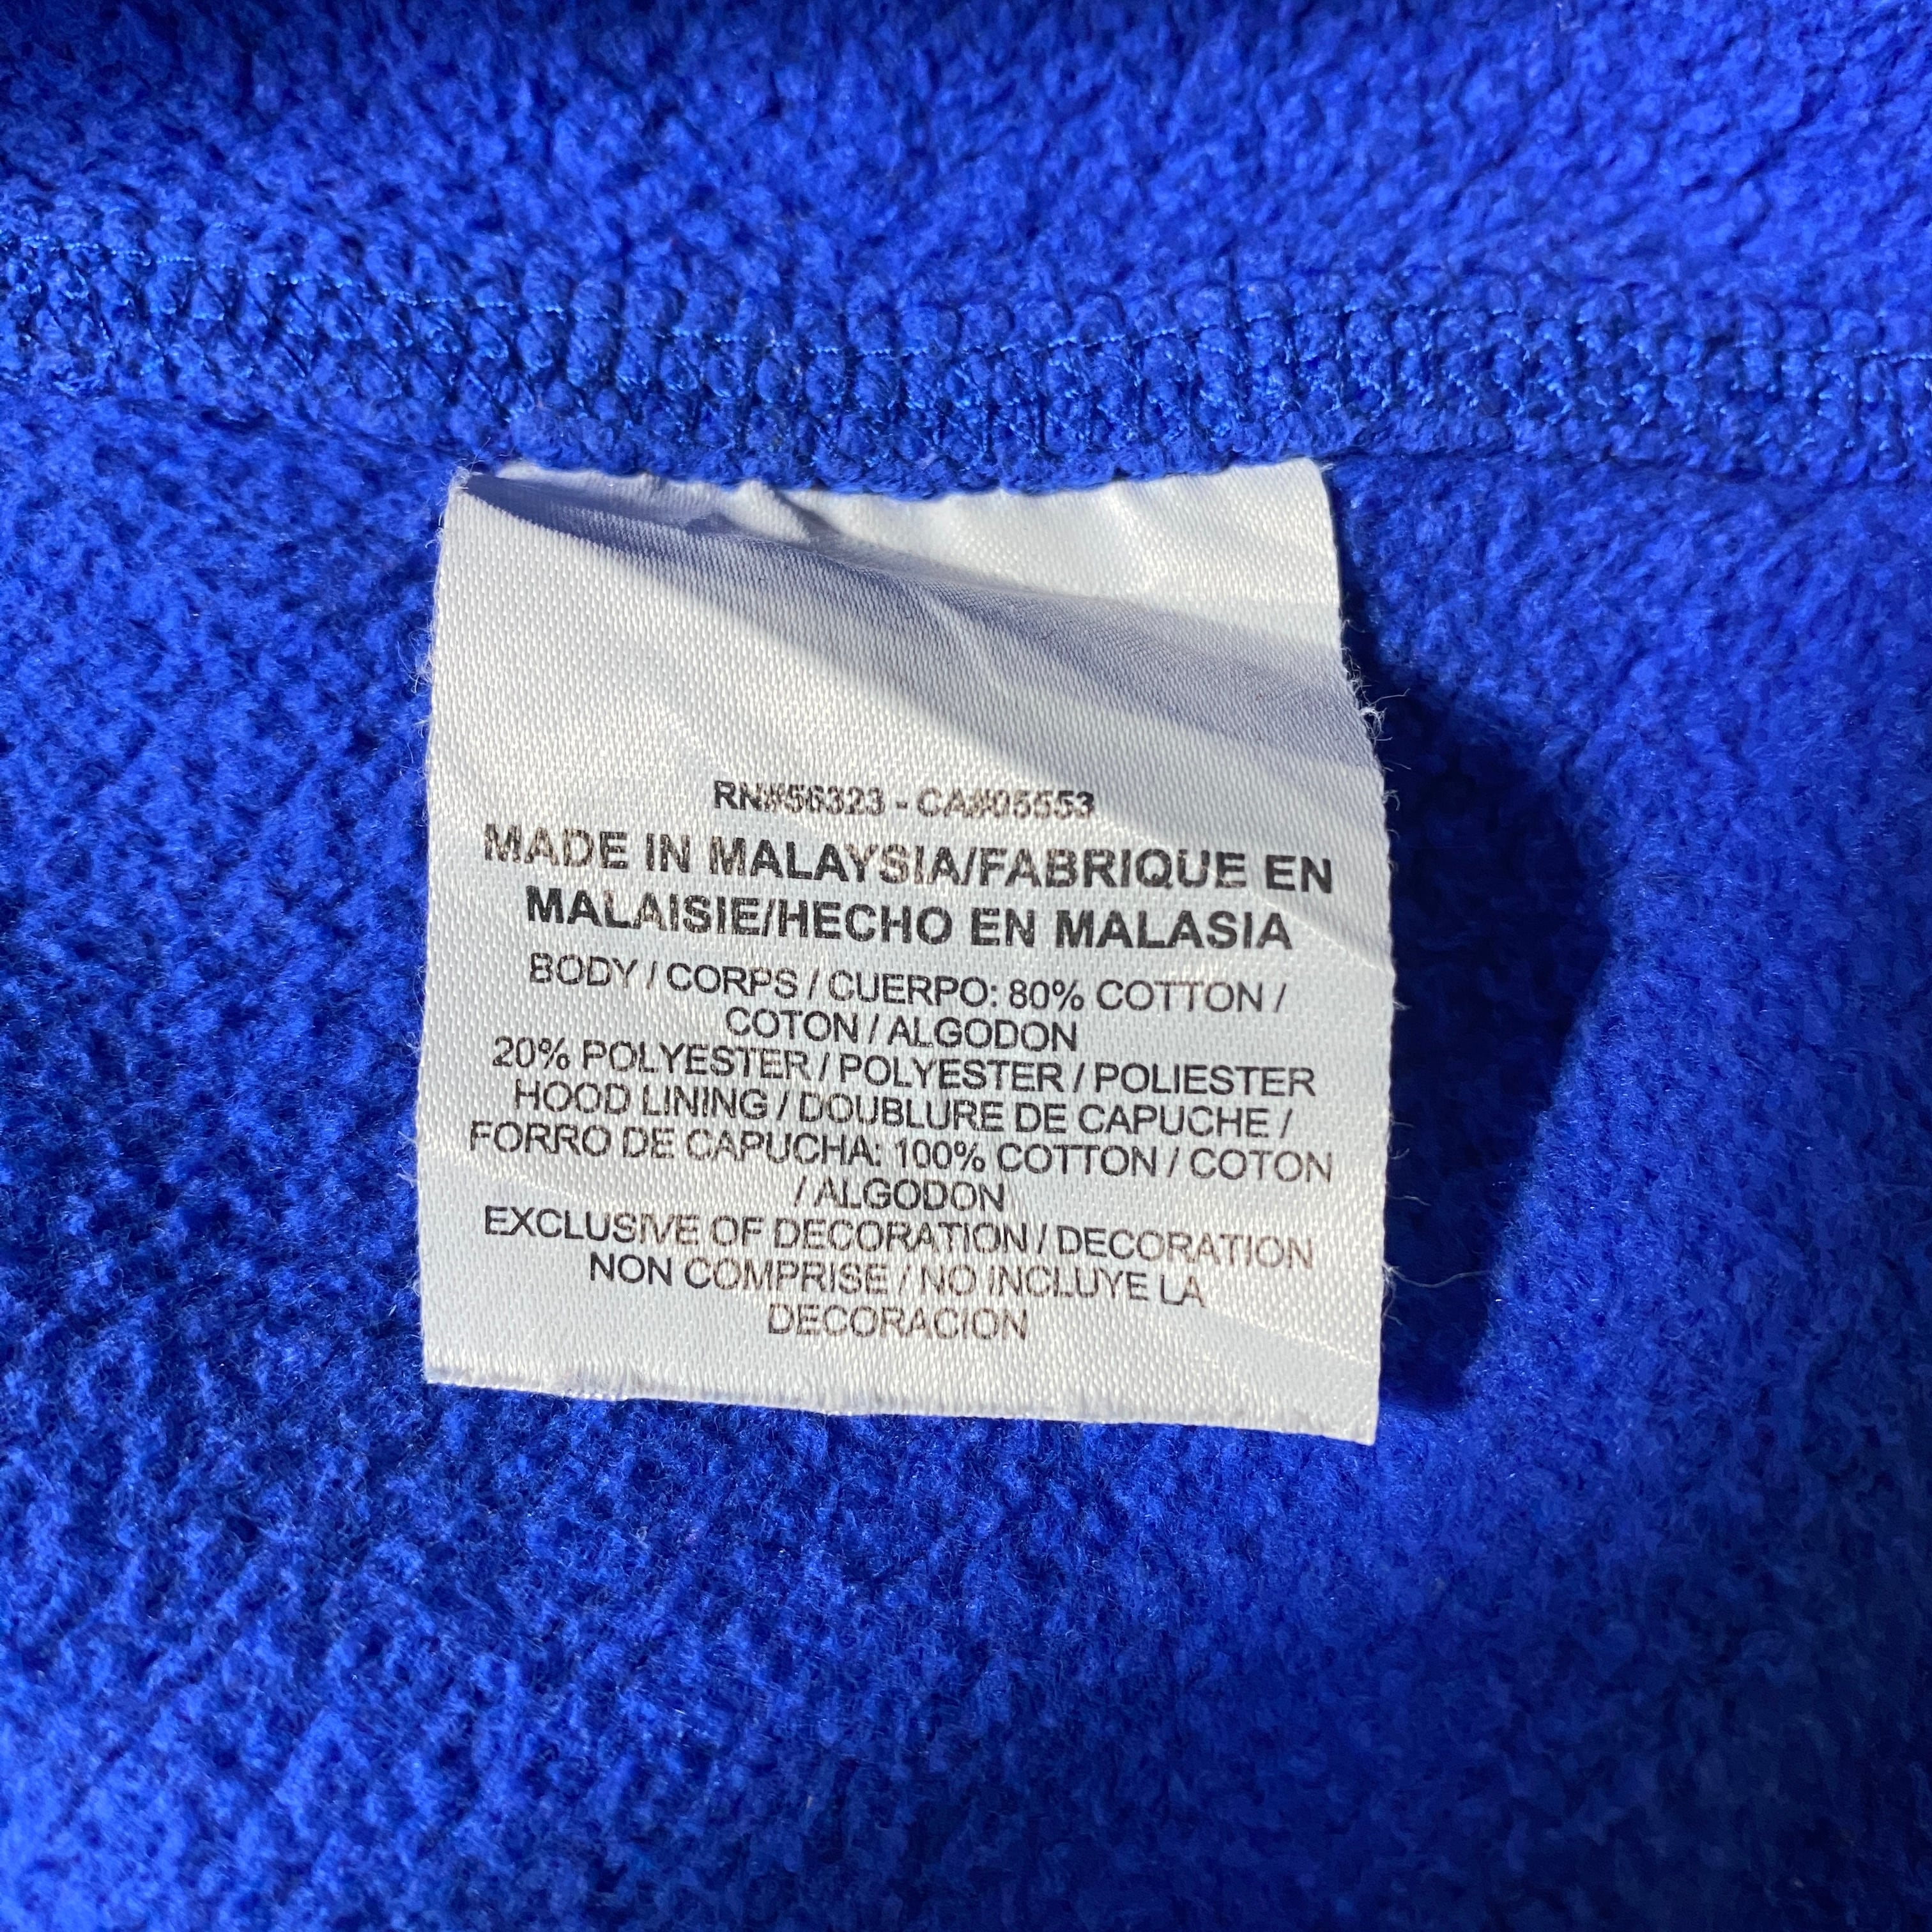 RN#56323 - CA#05553
MADE IN MALAYSIA/FABRIQUE EN
MALAISIE/HECHO EN MALASIA
BODY / CORPS / CUERPO: 80% COTTON /
COTON / ALGODON
20% POLYESTER / POLYESTER / POLIESTER
HOOD LINING / DOUBLURE DE CAPUCHE /
FORRO DE CAPUCHA: 100% COTTON / COTON
/ ALGODON
EXCLUSIVE OF DECORATION / DECORATION
NON COMPRISE / NO INCLUYE LA
DECORACION